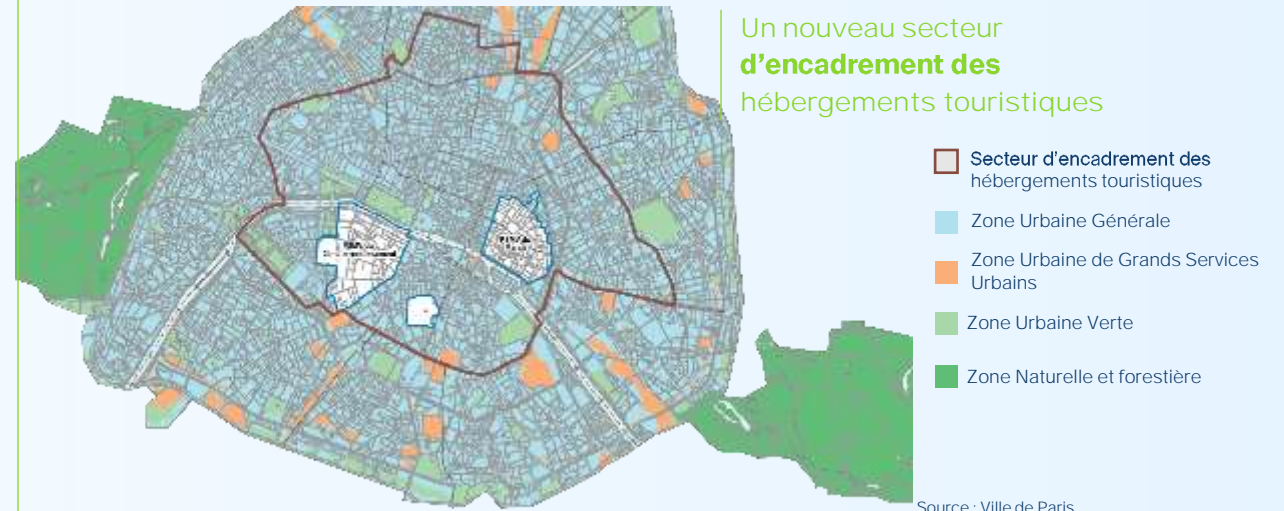 Un nouveau secteur
d'encadrement des
hébergements touristiques
Secteur d'encadrement des
hébergements touristiques
Zone Urbaine Générale
Zone Urbaine de Grands Services
Urbains
Zone Urbaine Verte
Zone Naturelle et forestière
Source : Ville de Paris